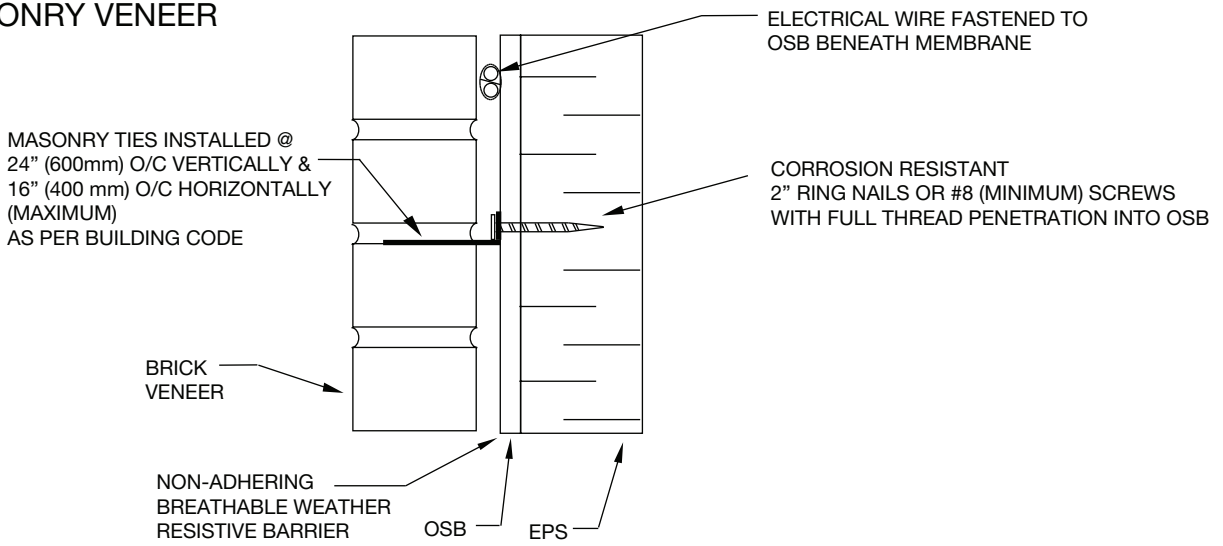 ONRY VENEER
ELECTRICAL WIRE FASTENED TO
OSB BENEATH MEMBRANE
MASONRY TIES INSTALLED @
24” (600mm) O/C VERTICALLY &
16” (400 mm) O/C HORIZONTALLY
(MAXIMUM)
AS PER BUILDING CODE
CORROSION RESISTANT
2” RING NAILS OR #8 (MINIMUM) SCREWS
WITH FULL THREAD PENETRATION INTO OSB
BRICK
VENEER
NON-ADHERING
BREATHABLE WEATHER
RESISTIVE BARRIER
OSB
EPS